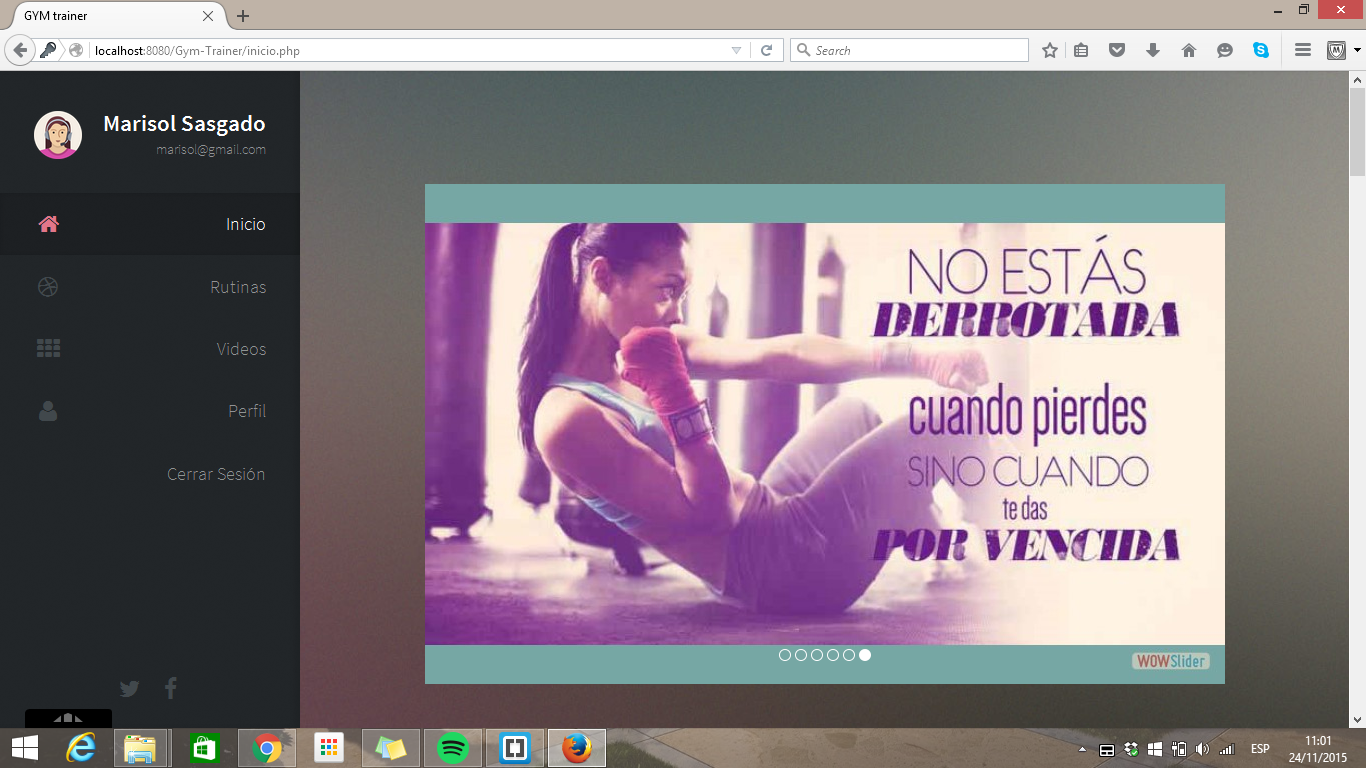 GYM trainer
localhost:8080/Gym-Trainer/inicio.php
Search
Marisol Sasgado
marisol@gmail.com
Inicio
Rutinas
Videos
Perfil
Cerrar Sesión
NO ESTÁS
DERROTADA
cuando pierdes
SINO CUANDO
te das
POR VENCIDA
WOWSlider
ESP
11:01
24/11/2015